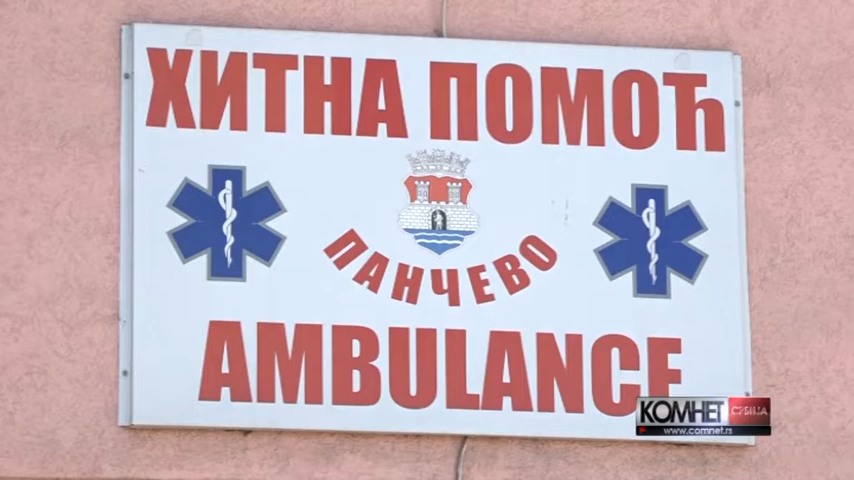 ХИТНА ПОМОЋ
ПАНЧЕВО
AMBULANCE
КОМНЕТ СРБИЈА
www.comnet.rs